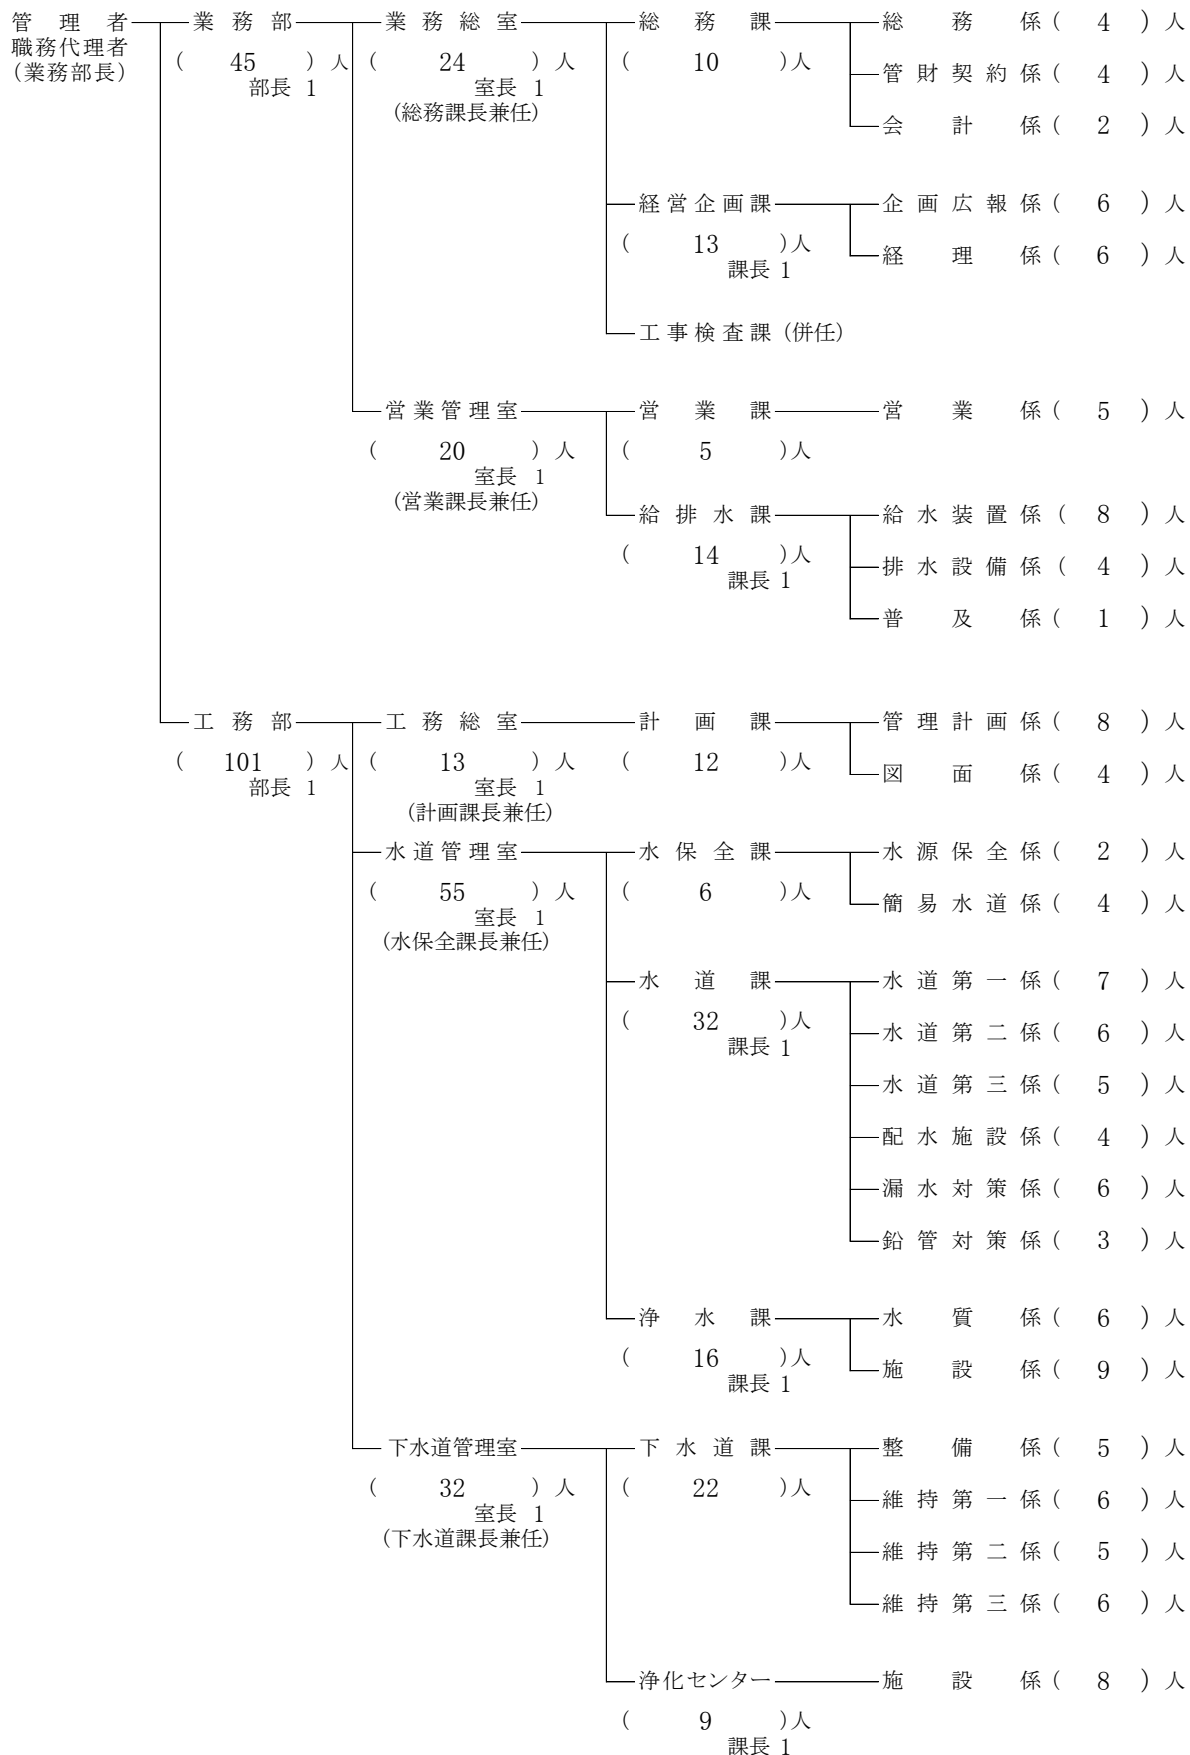 管理者 業務部 業務総室 総務課 総務係( 4 )人
職務代理者
(業務部長) ( 45 )人 ( 24 )人 ( 10 )人 管財契約係( 4 )人
部長 1 室長 1
(総務課長兼任)
会計係( 2 )人
経営企画課 企画広報係( 6 )人
( 13 )人
課長 1 経理係( 6 )人
工事検査課(併任)
営業管理室 営業課 営業係( 5 )人
( 20 )人 ( 5 )人
室長 1
(営業課長兼任)
給排水課 給水装置係( 8 )人
( 14 )人 排水設備係( 4 )人
課長 1
普及係( 1 )人
工務部 工務総室 計画課 管理計画係( 8 )人
( 101 )人 ( 13 )人 ( 12 )人 図面係( 4 )人
部長 1 室長 1
(計画課長兼任)
水道管理室 水保全課 水源保全係( 2 )人
( 55 )人 ( 6 )人 簡易水道係( 4 )人
室長 1
(水保全課長兼任)
水道課 水道第一係( 7 )人
( 32 )人 水道第二係( 6 )人
課長 1
水道第三係( 5 )人
配水施設係( 4 )人
漏水対策係( 6 )人
鉛管対策係( 3 )人
浄水課 水質係( 6 )人
( 16 )人 施設係( 9 )人
課長 1
下水道管理室 下水道課 整備係( 5 )人
( 32 )人 ( 22 )人 維持第一係( 6 )人
室長 1
(下水道課長兼任)
維持第二係( 5 )人
維持第三係( 6 )人
浄化センター 施設係( 8 )人
( 9 )人
課長 1